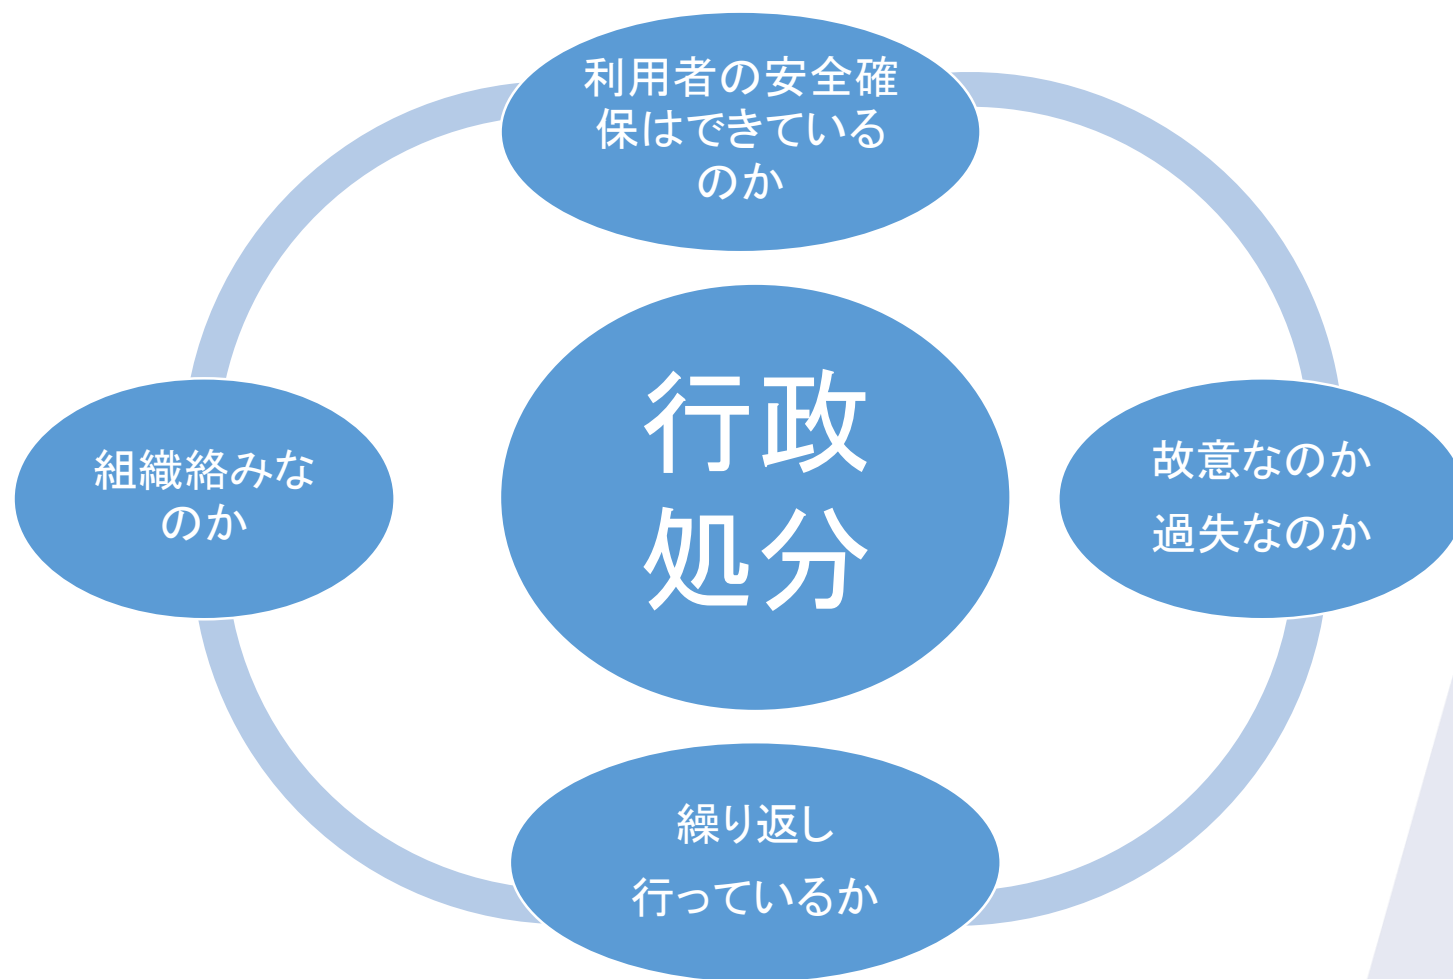 利用者の安全確
保はできている
のか
行政
処分
組織絡みな
のか
故意なのか
過失なのか
繰り返し
行っているか